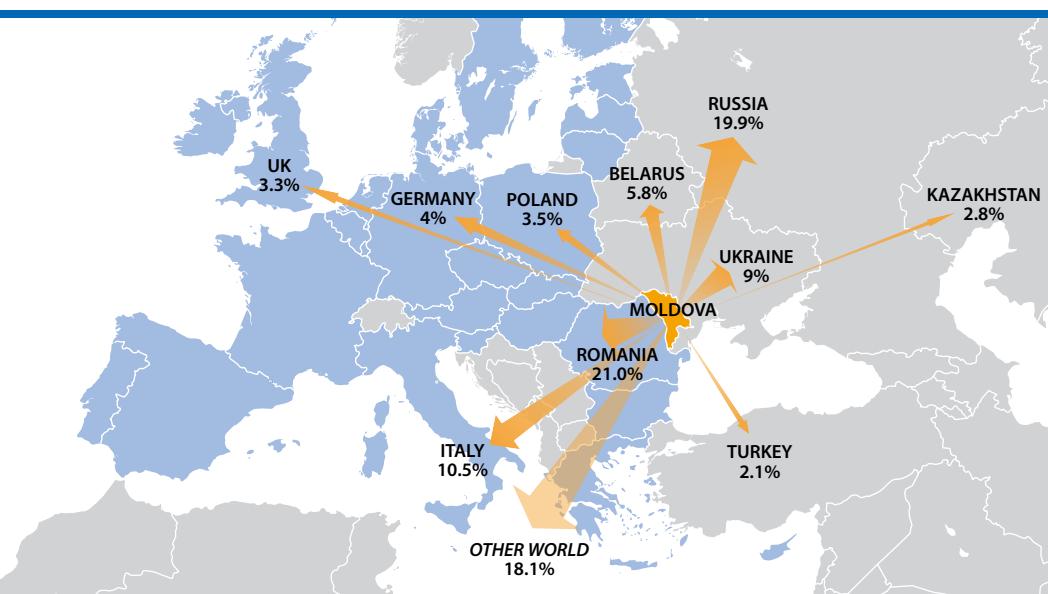 RUSSIA
19.9%
UK
3.3%
BELARUS
5.8%
GERMANY
4%
POLAND
3.5%
KAZAKHSTAN
2.8%
UKRAINE
9%
MOLDOVA
ROMANIA
21.0%
ITALY
10.5%
TURKEY
2.1%
OTHER WORLD
18.1%